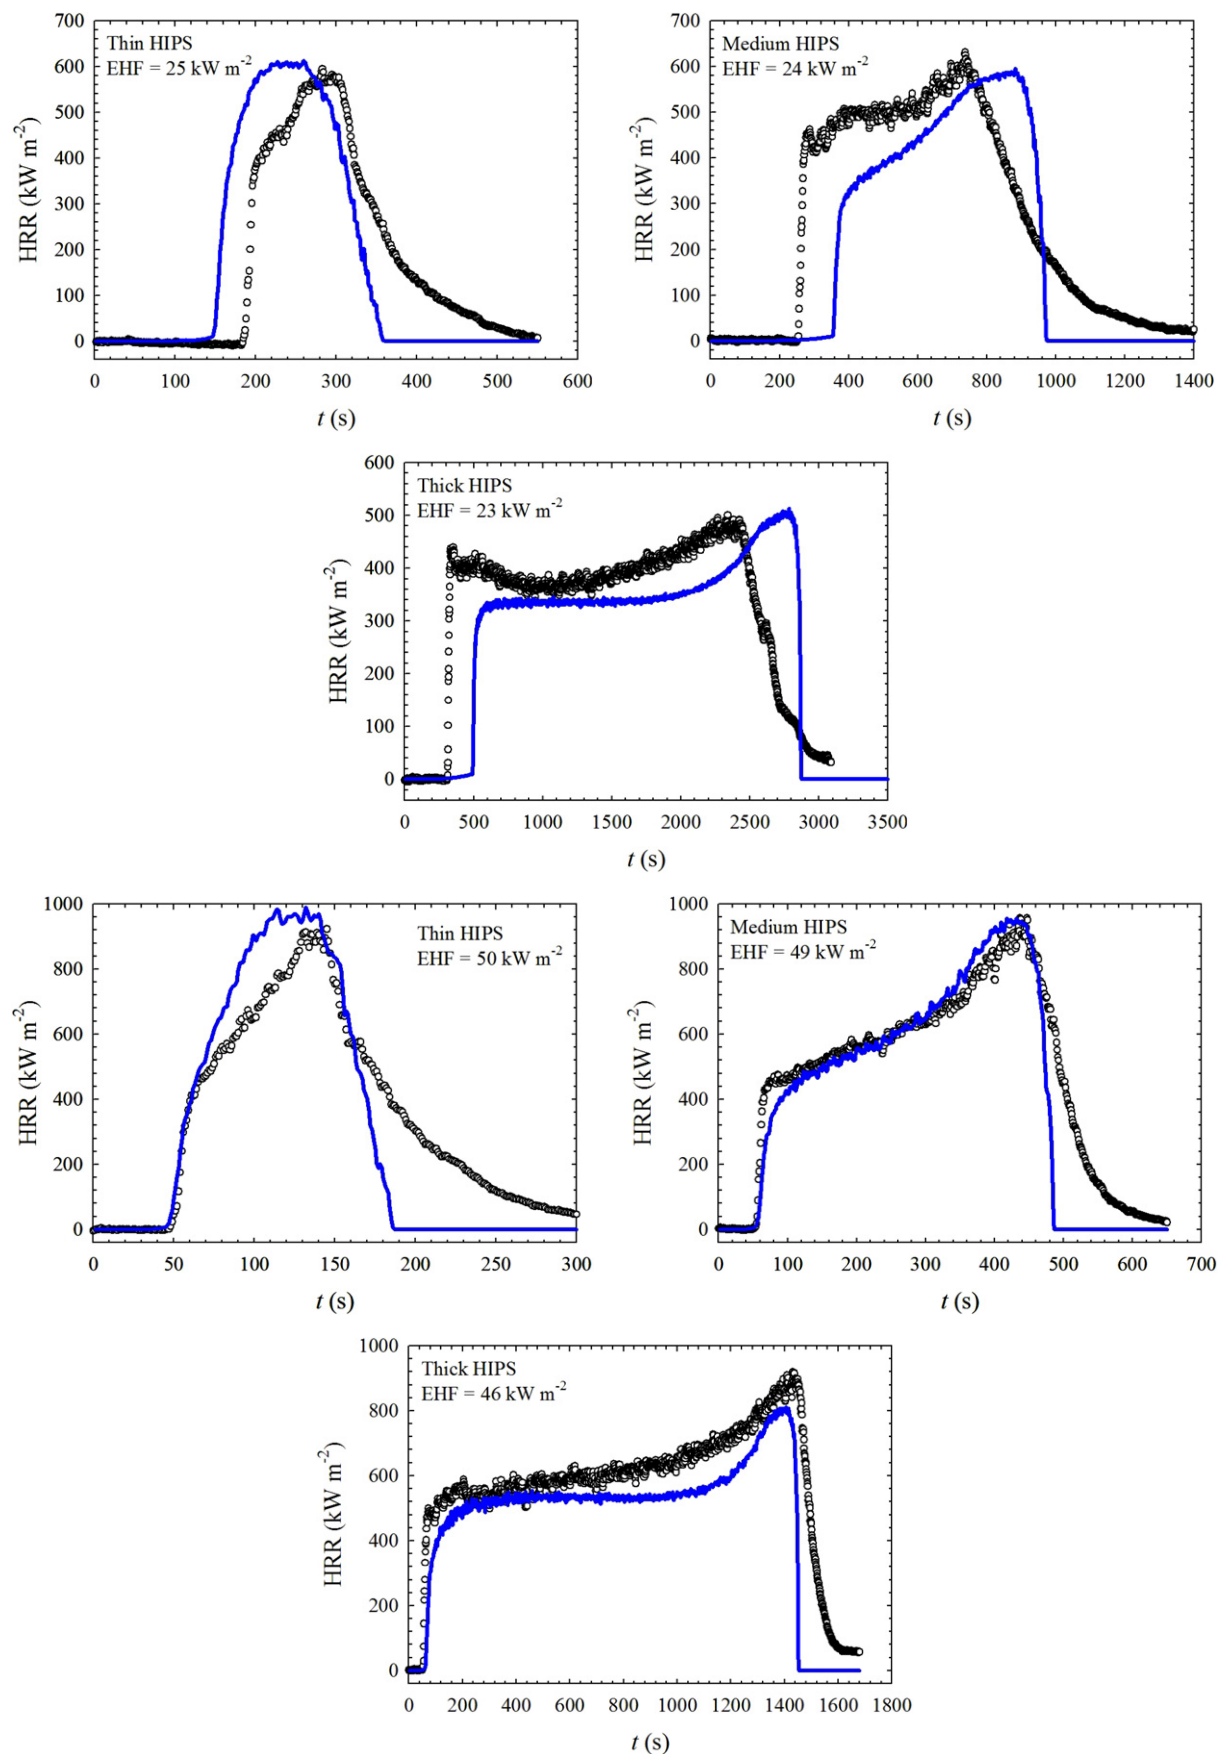 700
600
500
400
300
200
100
0
HRR (kW m⁻²)
Thin HIPS
EHF = 25 kW m⁻²
0 100 200 300 400 500 600
t (s)
700
600
500
400
300
200
100
0
HRR (kW m⁻²)
Medium HIPS
EHF = 24 kW m⁻²
0 200 400 600 800 1000 1200 1400
t (s)
600
500
400
300
200
100
0
HRR (kW m⁻²)
Thick HIPS
EHF = 23 kW m⁻²
0 500 1000 1500 2000 2500 3000 3500
t (s)
1000
800
600
400
200
0
HRR (kW m⁻²)
Thin HIPS
EHF = 50 kW m⁻²
0 50 100 150 200 250 300
t (s)
1000
800
600
400
200
0
HRR (kW m⁻²)
Medium HIPS
EHF = 49 kW m⁻²
0 100 200 300 400 500 600 700
t (s)
1000
800
600
400
200
0
HRR (kW m⁻²)
Thick HIPS
EHF = 46 kW m⁻²
0 200 400 600 800 1000 1200 1400 1600 1800
t (s)